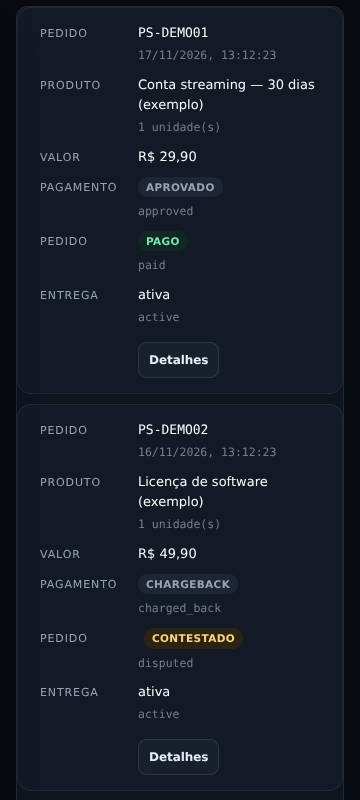 PEDIDO PS-DEMO01
17/11/2026, 13:12:23
PRODUTO Conta streaming — 30 dias
(exemplo)
1 unidade(s)
VALOR R$ 29,90
PAGAMENTO APROVADO
approved
PEDIDO PAGO
paid
ENTREGA ativa
active
Detalhes
PEDIDO PS-DEMO02
16/11/2026, 13:12:23
PRODUTO Licença de software
(exemplo)
1 unidade(s)
VALOR R$ 49,90
PAGAMENTO CHARGEBACK
charged_back
PEDIDO CONTESTADO
disputed
ENTREGA ativa
active
Detalhes